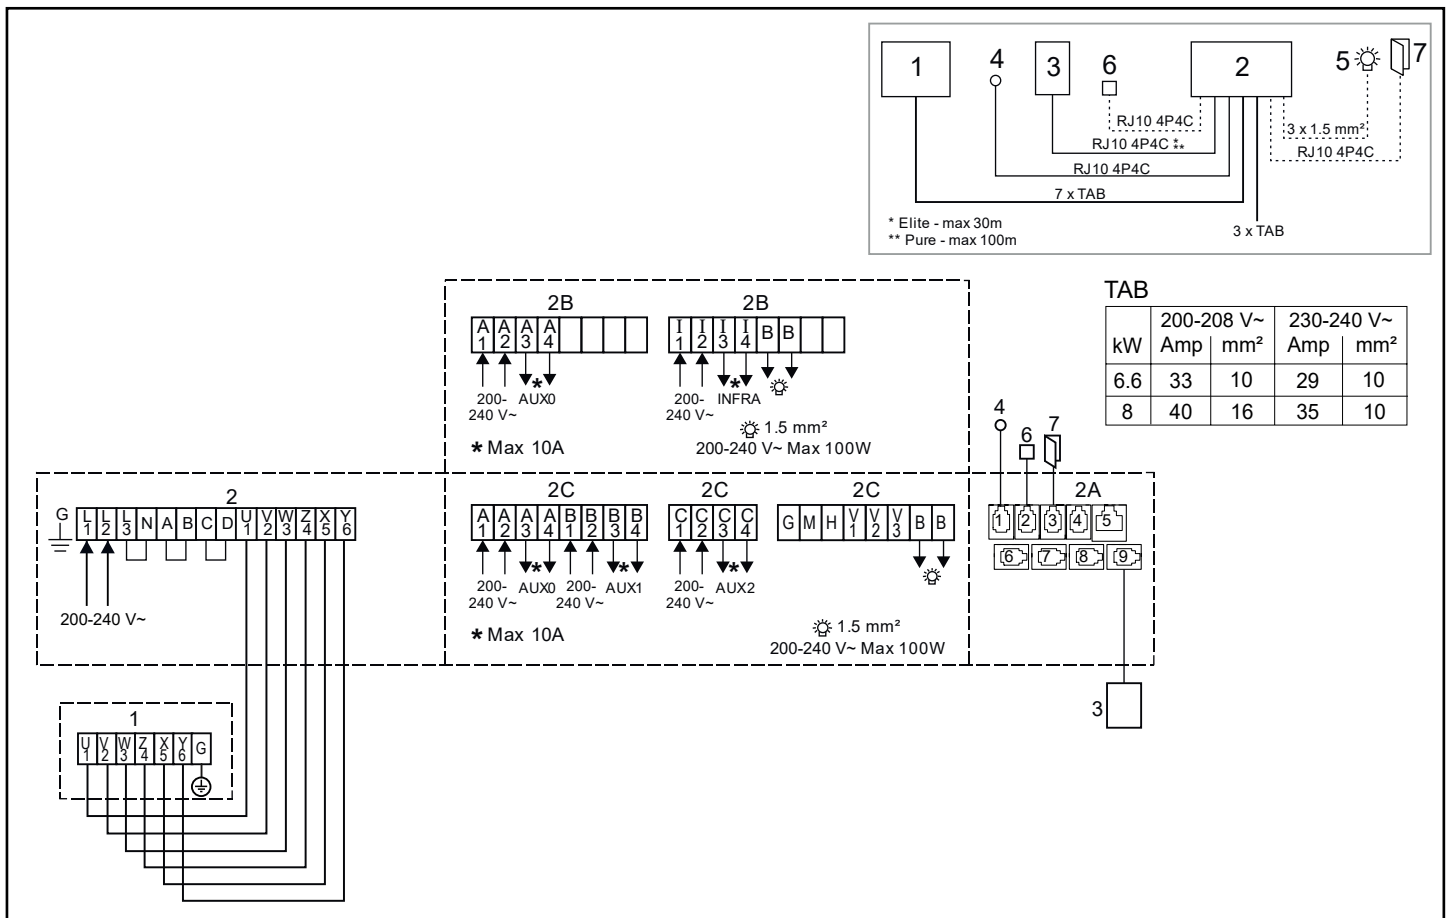 1 4 3 6 2 5 7
RJ10 4P4C
3 x 1.5 mm²
RJ10 4P4C * **
RJ10 4P4C
RJ10 4P4C
7 x TAB
3 x TAB
* Elite - max 30m
** Pure - max 100m
TAB
200-208 V~ 230-240 V~
kW Amp mm² Amp mm²
6.6 33 10 29 10
8 40 16 35 10
2B
A1 A2 A3 A4
200-240 V~
* AUX0
* Max 10A
2B
I1 I2 I3 I4 B B
200-240 V~
* INFRA
1.5 mm²
200-240 V~ Max 100W
2
G L1 L2 L3 N A B C D U1 V2 W3 Z4 X5 Y6
200-240 V~
2C
A1 A2 A3 A4 B1 B2 B3 B4
200-240 V~
* AUX0
200-240 V~
* AUX1
* Max 10A
2C
C1 C2 C3 C4
200-240 V~
* AUX2
2C
G M H V1 V2 V3 B B
1.5 mm²
200-240 V~ Max 100W
4 6 7
2A
1 2 3 4 5
6 7 8 9
3
1
U1 V2 W3 Z4 X5 Y6 G